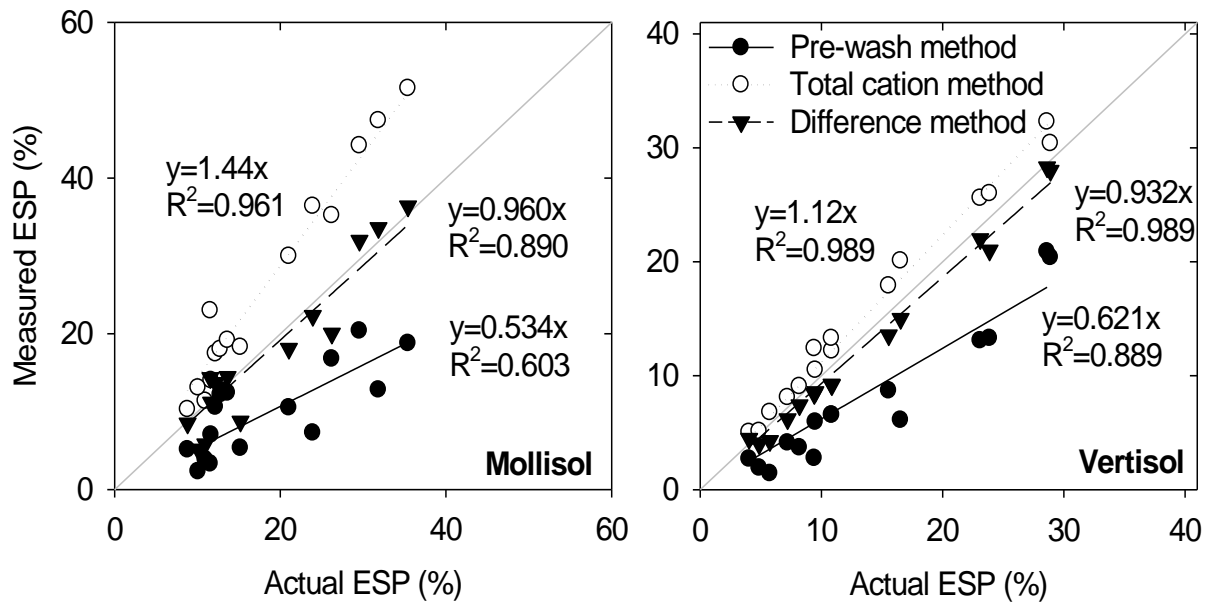 Measured ESP (%)
60
40
20
0
y=1.44x
R²=0.961
y=0.960x
R²=0.890
y=0.534x
R²=0.603
Mollisol
0
20
40
60
Actual ESP (%)
40
30
20
10
0
Pre-wash method
Total cation method
Difference method
y=1.12x
R²=0.989
y=0.932x
R²=0.989
y=0.621x
R²=0.889
Vertisol
0
10
20
30
40
Actual ESP (%)